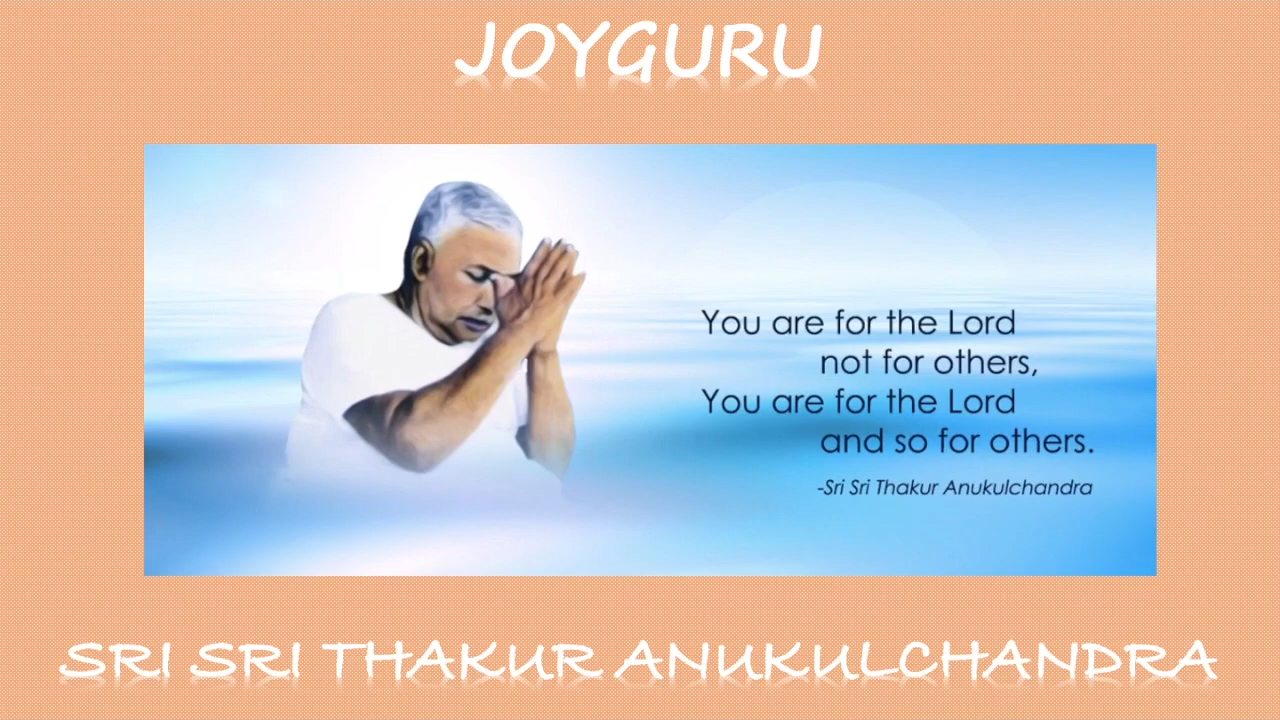 JOYGURU
You are for the Lord
not for others,
You are for the Lord
and so for others.
-Sri Sri Thakur Anukulchandra
SRI SRI THAKUR ANUKULCHANDRA